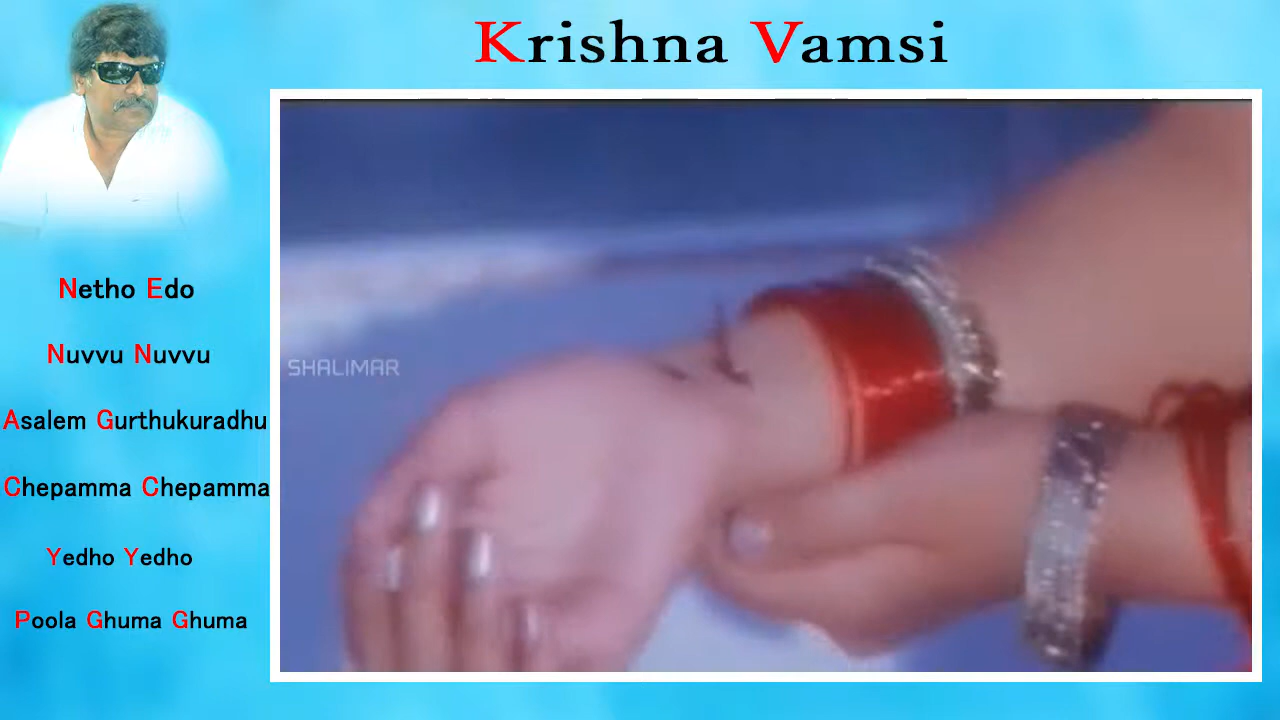 Krishna Vamsi
Netho Edo
Nuvvu Nuvvu
Asalem Gurthukuradhu
Chepamma Chepamma
Yedho Yedho
Poola Ghuma Ghuma
SHALIMAR